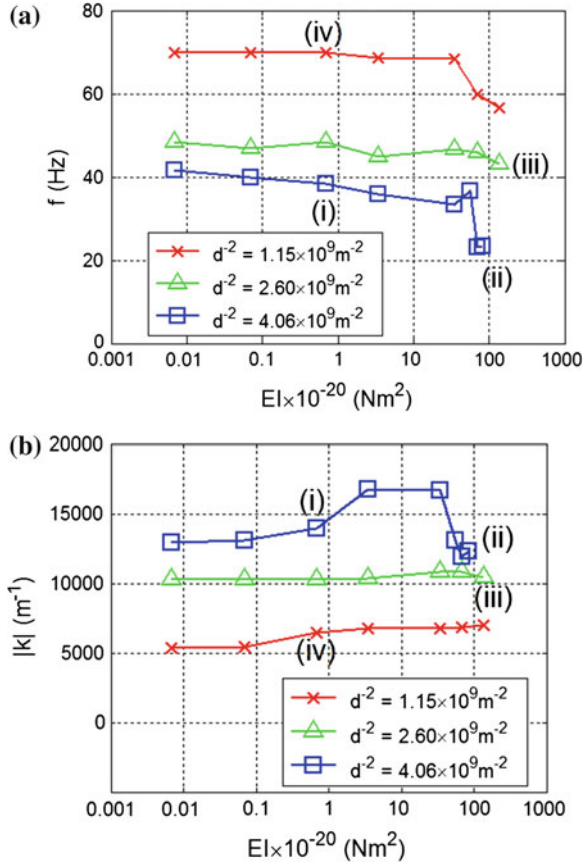 (a)
80
60
40
20
0
f (Hz)
(iv)
(iii)
(i)
(ii)
d⁻² = 1.15×10⁹m⁻²
d⁻² = 2.60×10⁹m⁻²
d⁻² = 4.06×10⁹m⁻²
0.001 0.01 0.1 1 10 100 1000
EI×10⁻²⁰ (Nm²)
(b)
20000
15000
10000
5000
0
|k| (m⁻¹)
(i)
(ii)
(iii)
(iv)
d⁻² = 1.15×10⁹m⁻²
d⁻² = 2.60×10⁹m⁻²
d⁻² = 4.06×10⁹m⁻²
0.001 0.01 0.1 1 10 100 1000
EI×10⁻²⁰ (Nm²)